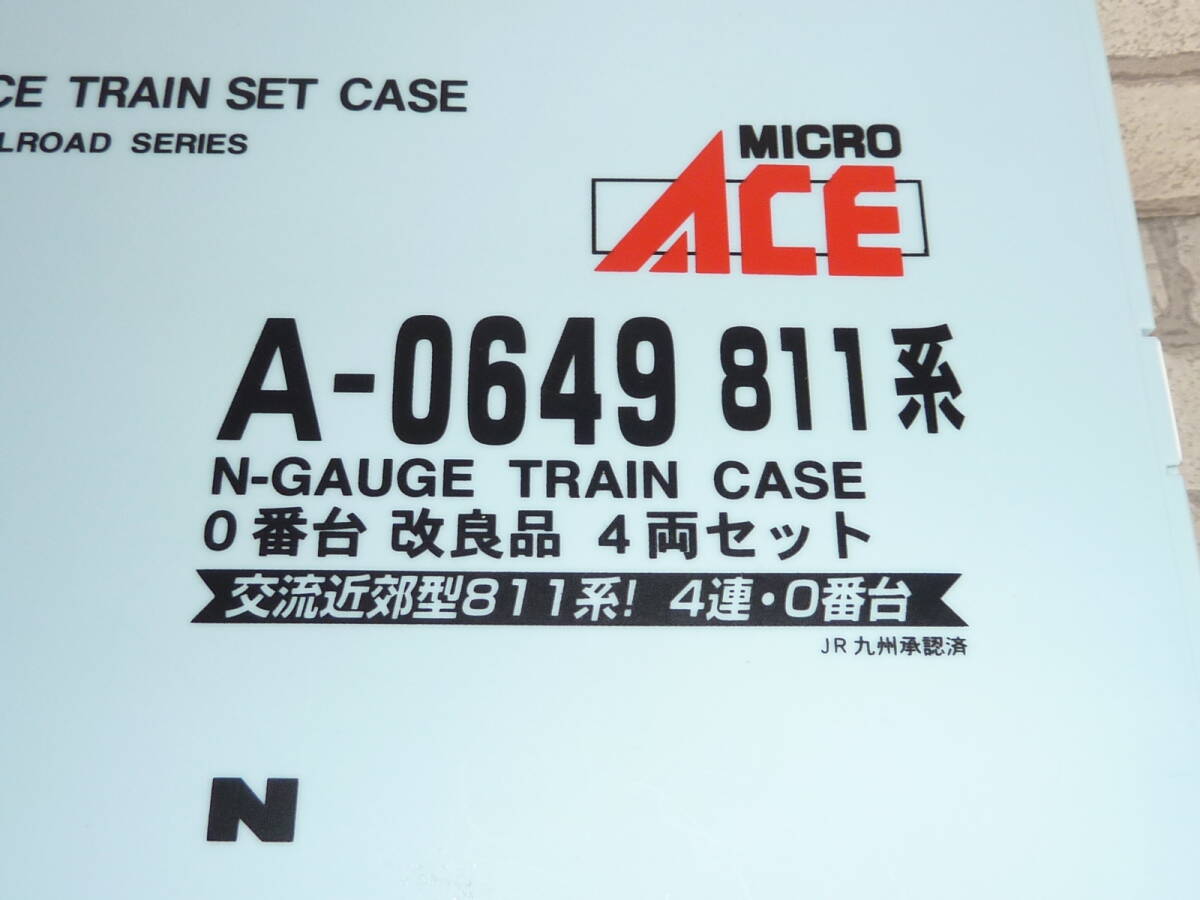 CE TRAIN SET CASE
LROAD SERIES
MICRO
ACE
A-0649 811系
N-GAUGE TRAIN CASE
0番台 改良品 4両セット
交流近郊型811系! 4連・0番台
JR九州承認済
N